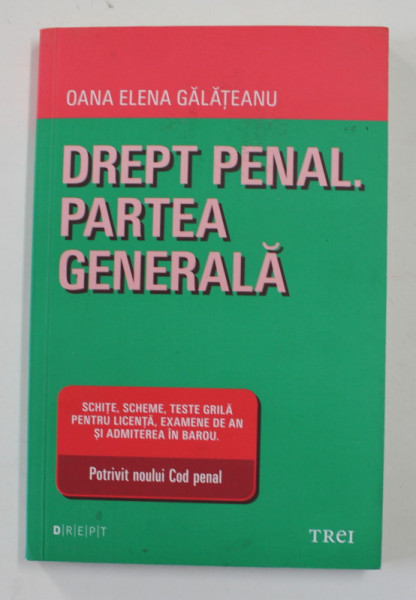 OANA ELENA GĂLĂȚEANU
DREPT PENAL.
PARTEA
GENERALĂ
SCHIȚE, SCHEME, TESTE GRILĂ
PENTRU LICENȚĂ, EXAMENE DE AN
ȘI ADMITEREA ÎN BAROU.
Potrivit noului Cod penal
D|R|E|P|T
TREI